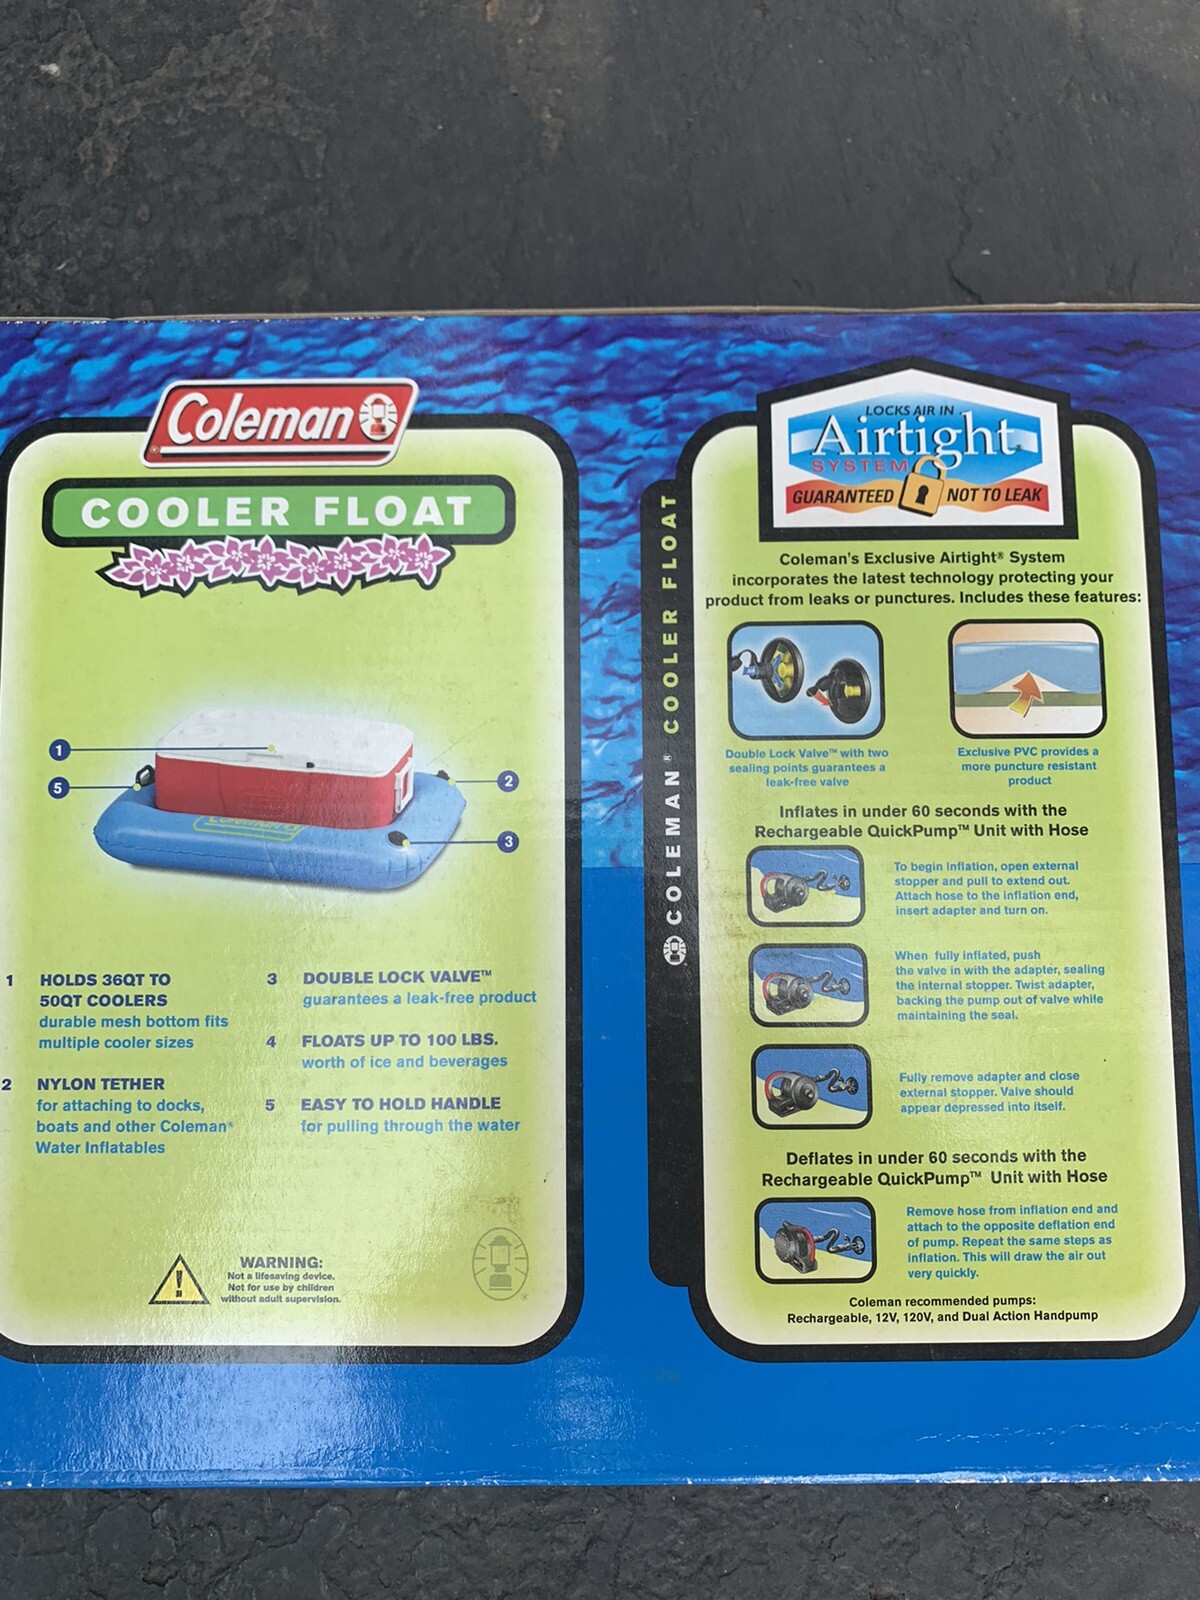 Coleman
COOLER FLOAT
1
5
2
3
1 HOLDS 36QT TO
50QT COOLERS
durable mesh bottom fits
multiple cooler sizes
2 NYLON TETHER
for attaching to docks,
boats and other Coleman®
Water Inflatables
3 DOUBLE LOCK VALVE™
guarantees a leak-free product
4 FLOATS UP TO 100 LBS.
worth of ice and beverages
5 EASY TO HOLD HANDLE
for pulling through the water
WARNING:
Not a lifesaving device.
Not for use by children
without adult supervision.
COLEMAN® COOLER FLOAT
LOCKS AIR IN
Airtight®
SYSTEM
GUARANTEED NOT TO LEAK
Coleman's Exclusive Airtight® System
incorporates the latest technology protecting your
product from leaks or punctures. Includes these features:
Double Lock Valve™ with two
sealing points guarantees a
leak-free valve
Exclusive PVC provides a
more puncture resistant
product
Inflates in under 60 seconds with the
Rechargeable QuickPump™ Unit with Hose
To begin inflation, open external
stopper and pull to extend out.
Attach hose to the inflation end,
insert adapter and turn on.
When fully inflated, push
the valve in with the adapter, sealing
the internal stopper. Twist adapter,
backing the pump out of valve while
maintaining the seal.
Fully remove adapter and close
external stopper. Valve should
appear depressed into itself.
Deflates in under 60 seconds with the
Rechargeable QuickPump™ Unit with Hose
Remove hose from inflation end and
attach to the opposite deflation end
of pump. Repeat the same steps as
inflation. This will draw the air out
very quickly.
Coleman recommended pumps:
Rechargeable, 12V, 120V, and Dual Action Handpump